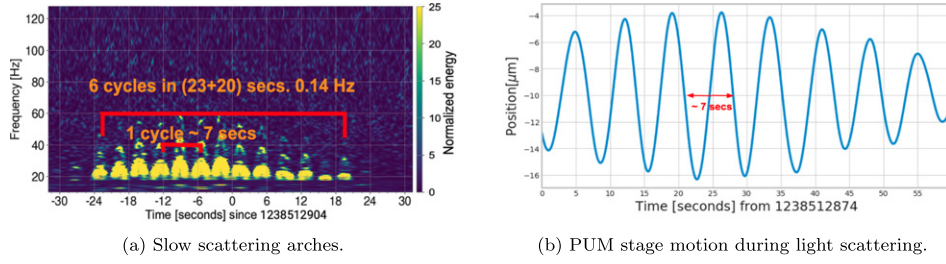 120
100
80
60
40
20
Frequency [Hz]
6 cycles in (23+20) secs. 0.14 Hz
1 cycle ~ 7 secs
-30 -24 -18 -12 -6 0 6 12 18 24 30
Time [seconds] since 1238512904
25
20
15
10
5
0
Normalized energy
(a) Slow scattering arches.
-4
-6
-8
-10
-12
-14
-16
Position[μm]
~ 7 secs
0 5 10 15 20 25 30 35 40 45 50 55
Time [seconds] from 1238512874
(b) PUM stage motion during light scattering.